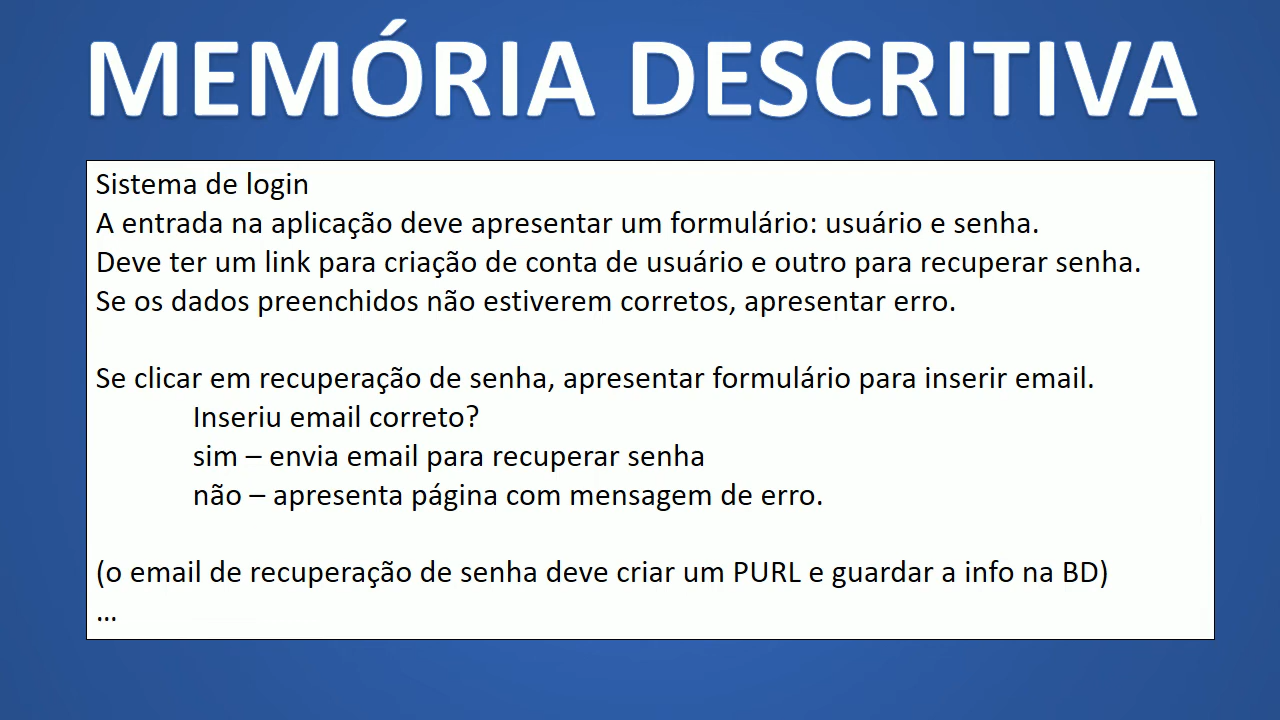 MEMÓRIA DESCRITIVA
Sistema de login
A entrada na aplicação deve apresentar um formulário: usuário e senha.
Deve ter um link para criação de conta de usuário e outro para recuperar senha.
Se os dados preenchidos não estiverem corretos, apresentar erro.
Se clicar em recuperação de senha, apresentar formulário para inserir email.
Inseriu email correto?
sim – envia email para recuperar senha
não – apresenta página com mensagem de erro.
(o email de recuperação de senha deve criar um PURL e guardar a info na BD)
...